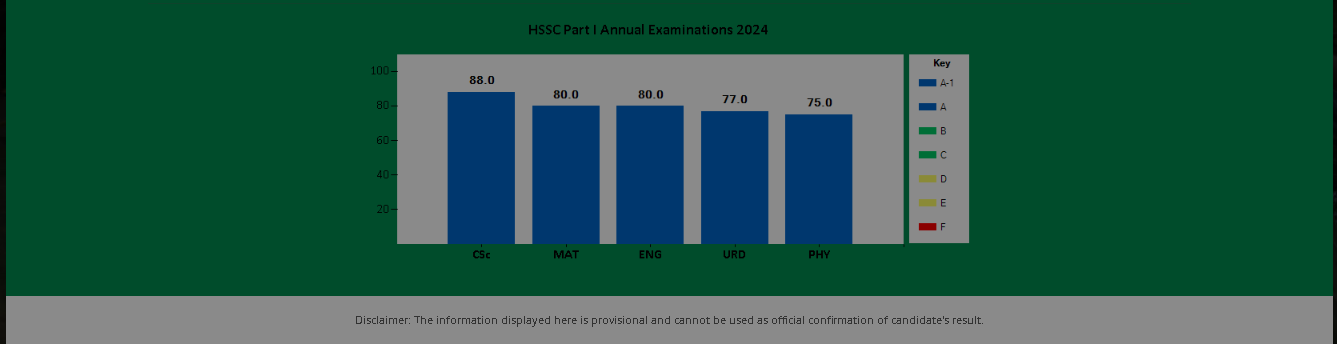 HSSC Part I Annual Examinations 2024
100
80
60
40
20
88.0
80.0
80.0
77.0
75.0
CSc
MAT
ENG
URD
PHY
Key
A-1
A
B
C
D
E
F
Disclaimer: The information displayed here is provisional and cannot be used as official confirmation of candidate's result.